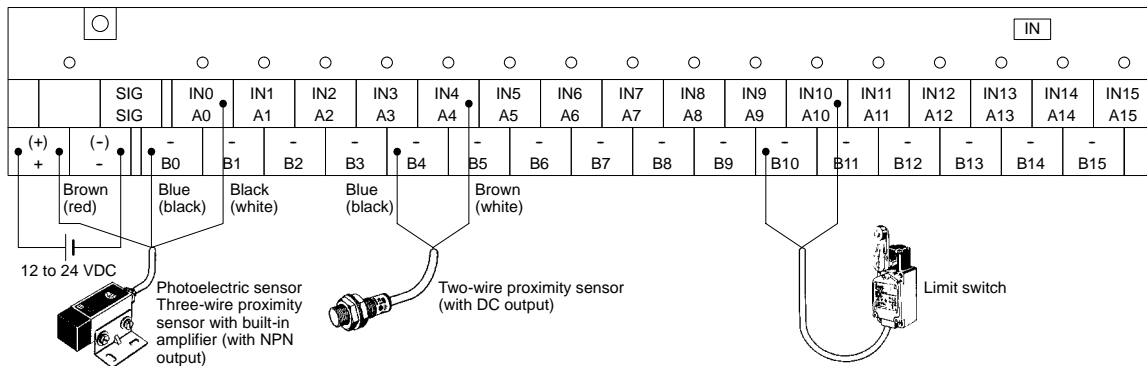 IN
SIG IN0 IN1 IN2 IN3 IN4 IN5 IN6 IN7 IN8 IN9 IN10 IN11 IN12 IN13 IN14 IN15
SIG A0 A1 A2 A3 A4 A5 A6 A7 A8 A9 A10 A11 A12 A13 A14 A15
(+) (-) - - - - - - - - - - - - - - - -
+ - B0 B1 B2 B3 B4 B5 B6 B7 B8 B9 B10 B11 B12 B13 B14 B15
Brown
(red)
Blue
(black)
Black
(white)
Blue
(black)
Brown
(white)
12 to 24 VDC
Photoelectric sensor
Three-wire proximity
sensor with built-in
amplifier (with NPN
output)
Two-wire proximity sensor
(with DC output)
Limit switch